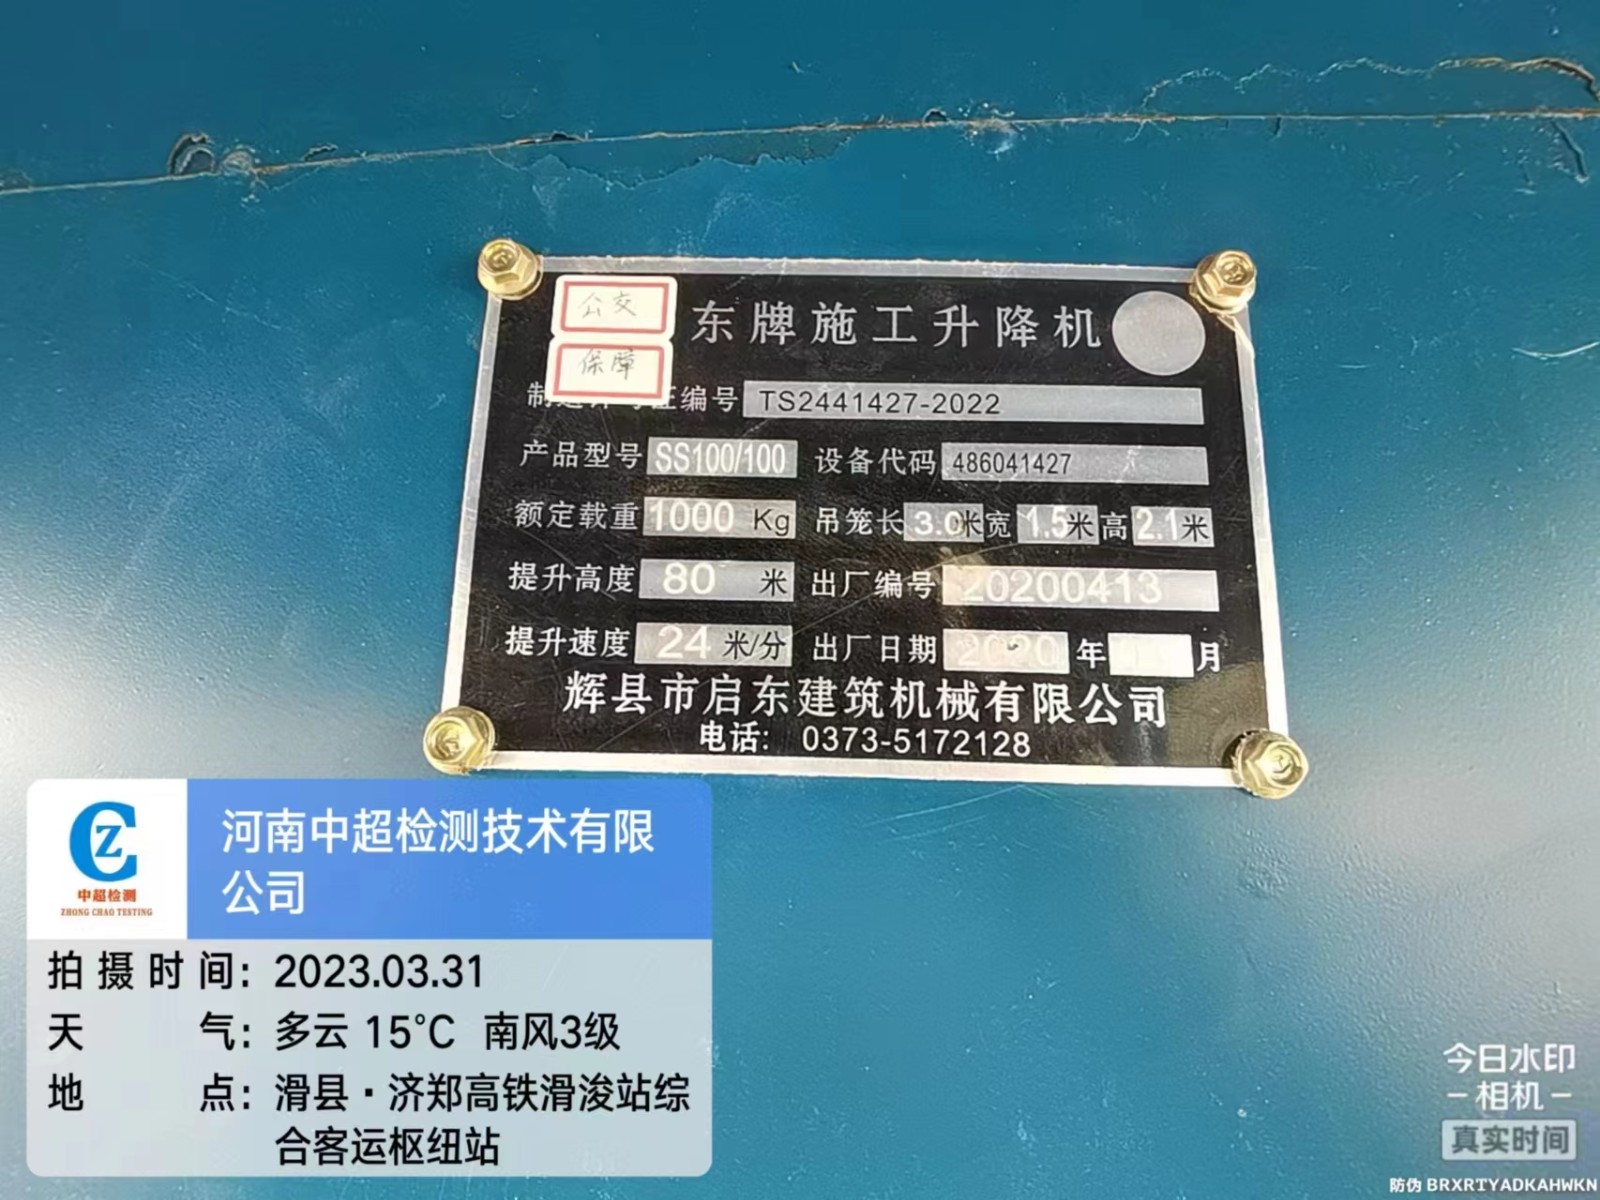 公交
保障
东牌施工升降机
制造许可证编号 TS2441427-2022
产品型号 SS100/100 设备代码 486041427
额定载重 1000 Kg 吊笼长 3.0米 宽 1.5米 高 2.1米
提升高度 80 米 出厂编号 20200413
提升速度 24 米/分 出厂日期 2020 年 月
辉县市启东建筑机械有限公司
电话: 0373-5172128
CZ
中超检测
ZHONG CHAO TESTING
河南中超检测技术有限
公司
拍摄时间: 2023.03.31
天气: 多云 15°C 南风3级
地点: 滑县·济郑高铁滑浚站综
合客运枢纽站
今日水印
相机
真实时间
防伪 BRXRTYADKAHWKN